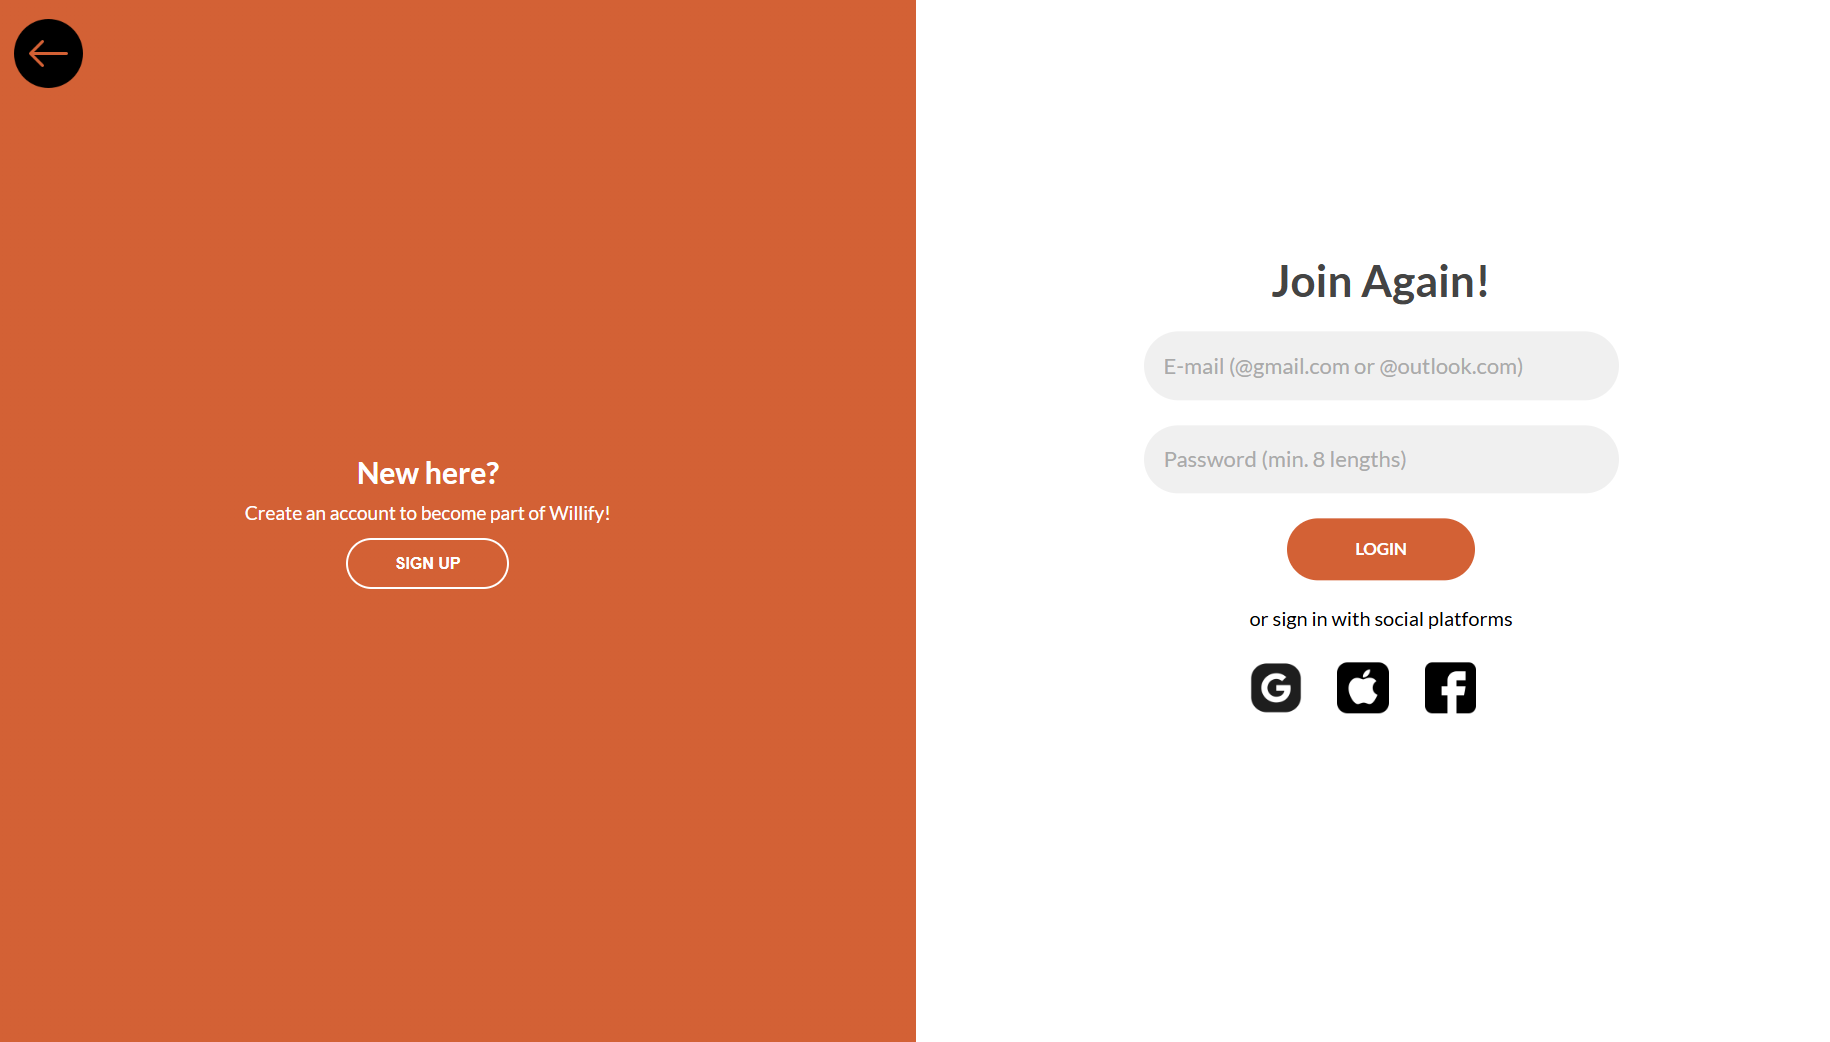 New here?
Create an account to become part of Willify!
SIGN UP
Join Again!
E-mail (@gmail.com or @outlook.com)
Password (min. 8 lengths)
LOGIN
or sign in with social platforms